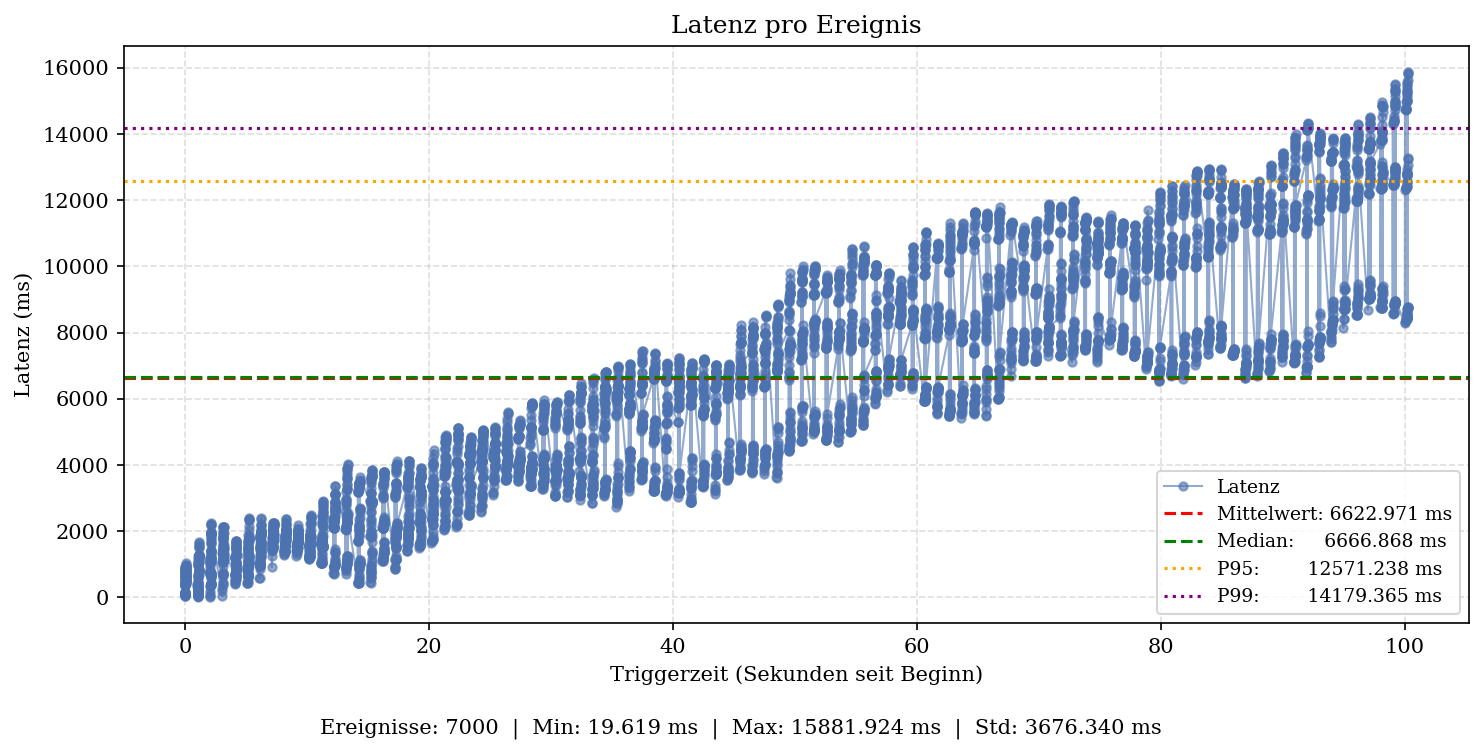 Latenz pro Ereignis
16000
14000
12000
10000
8000
6000
4000
2000
0
Latenz (ms)
Latenz
Mittelwert: 6622.971 ms
Median: 6666.868 ms
P95: 12571.238 ms
P99: 14179.365 ms
0 20 40 60 80 100
Triggerzeit (Sekunden seit Beginn)
Ereignisse: 7000 | Min: 19.619 ms | Max: 15881.924 ms | Std: 3676.340 ms